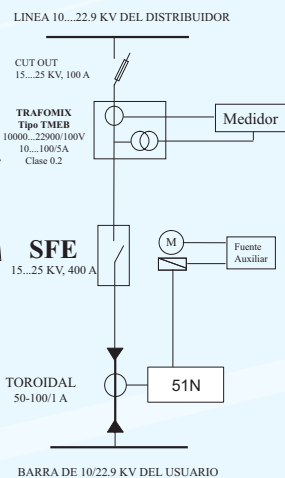 LINEA 10....22.9 KV DEL DISTRIBUIDOR
CUT OUT
15....25 KV, 100 A
TRAFOMIX
Tipo TMEB
10000...22900/100V
10....100/5A
Clase 0.2
Medidor
SFE
15...25 KV, 400 A
M
Fuente
Auxiliar
TOROIDAL
50-100/1 A
51N
BARRA DE 10/22.9 KV DEL USUARIO